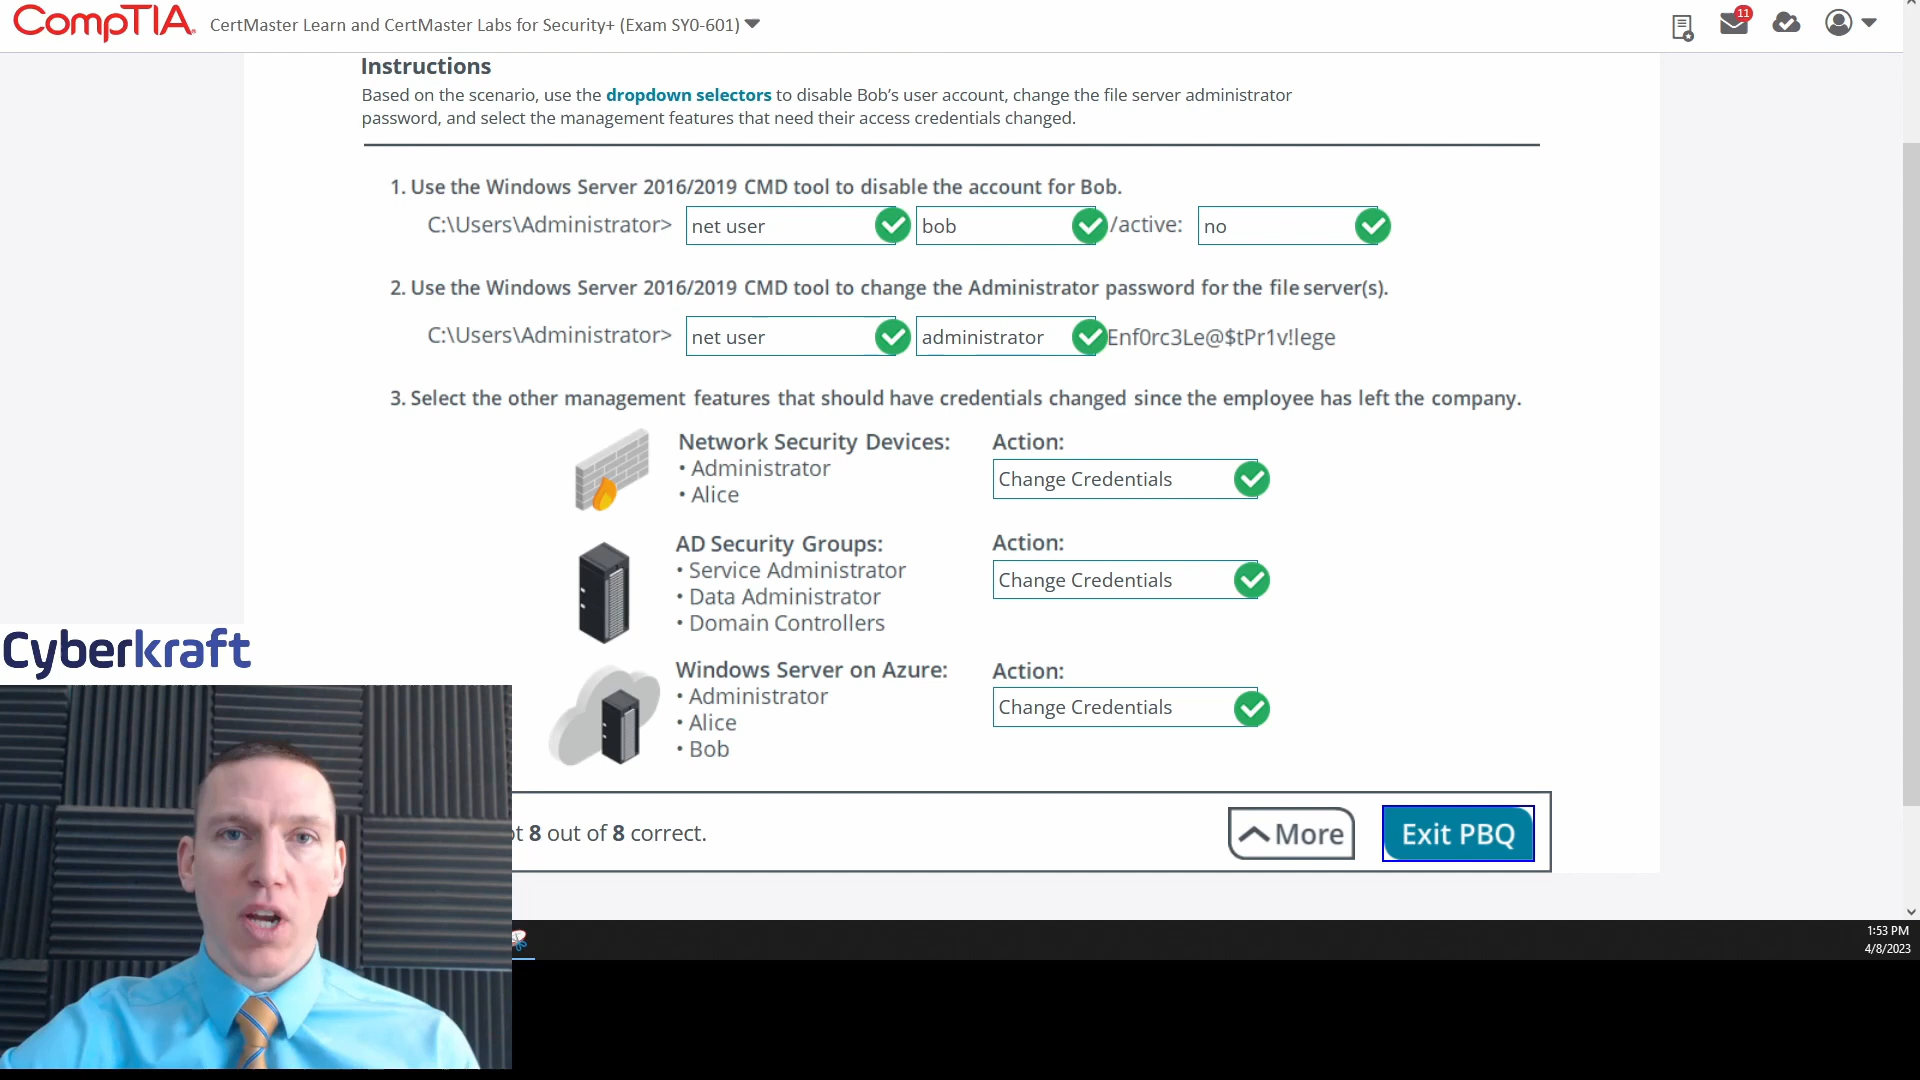 CompTIA.
CertMaster Learn and CertMaster Labs for Security+ (Exam SY0-601)
11
Instructions
Based on the scenario, use the dropdown selectors to disable Bob's user account, change the file server administrator
password, and select the management features that need their access credentials changed.
1. Use the Windows Server 2016/2019 CMD tool to disable the account for Bob.
C:\Users\Administrator> net user bob /active: no
2. Use the Windows Server 2016/2019 CMD tool to change the Administrator password for the file server(s).
C:\Users\Administrator> net user administrator Enf0rc3Le@$tPr1v!lege
3. Select the other management features that should have credentials changed since the employee has left the company.
Network Security Devices: Action:
• Administrator
Change Credentials
• Alice
AD Security Groups: Action:
• Service Administrator
Change Credentials
• Data Administrator
• Domain Controllers
Windows Server on Azure: Action:
• Administrator
Change Credentials
• Alice
• Bob
8 out of 8 correct.
More
Exit PBQ
Cyberkraft
1:53 PM
4/8/2023